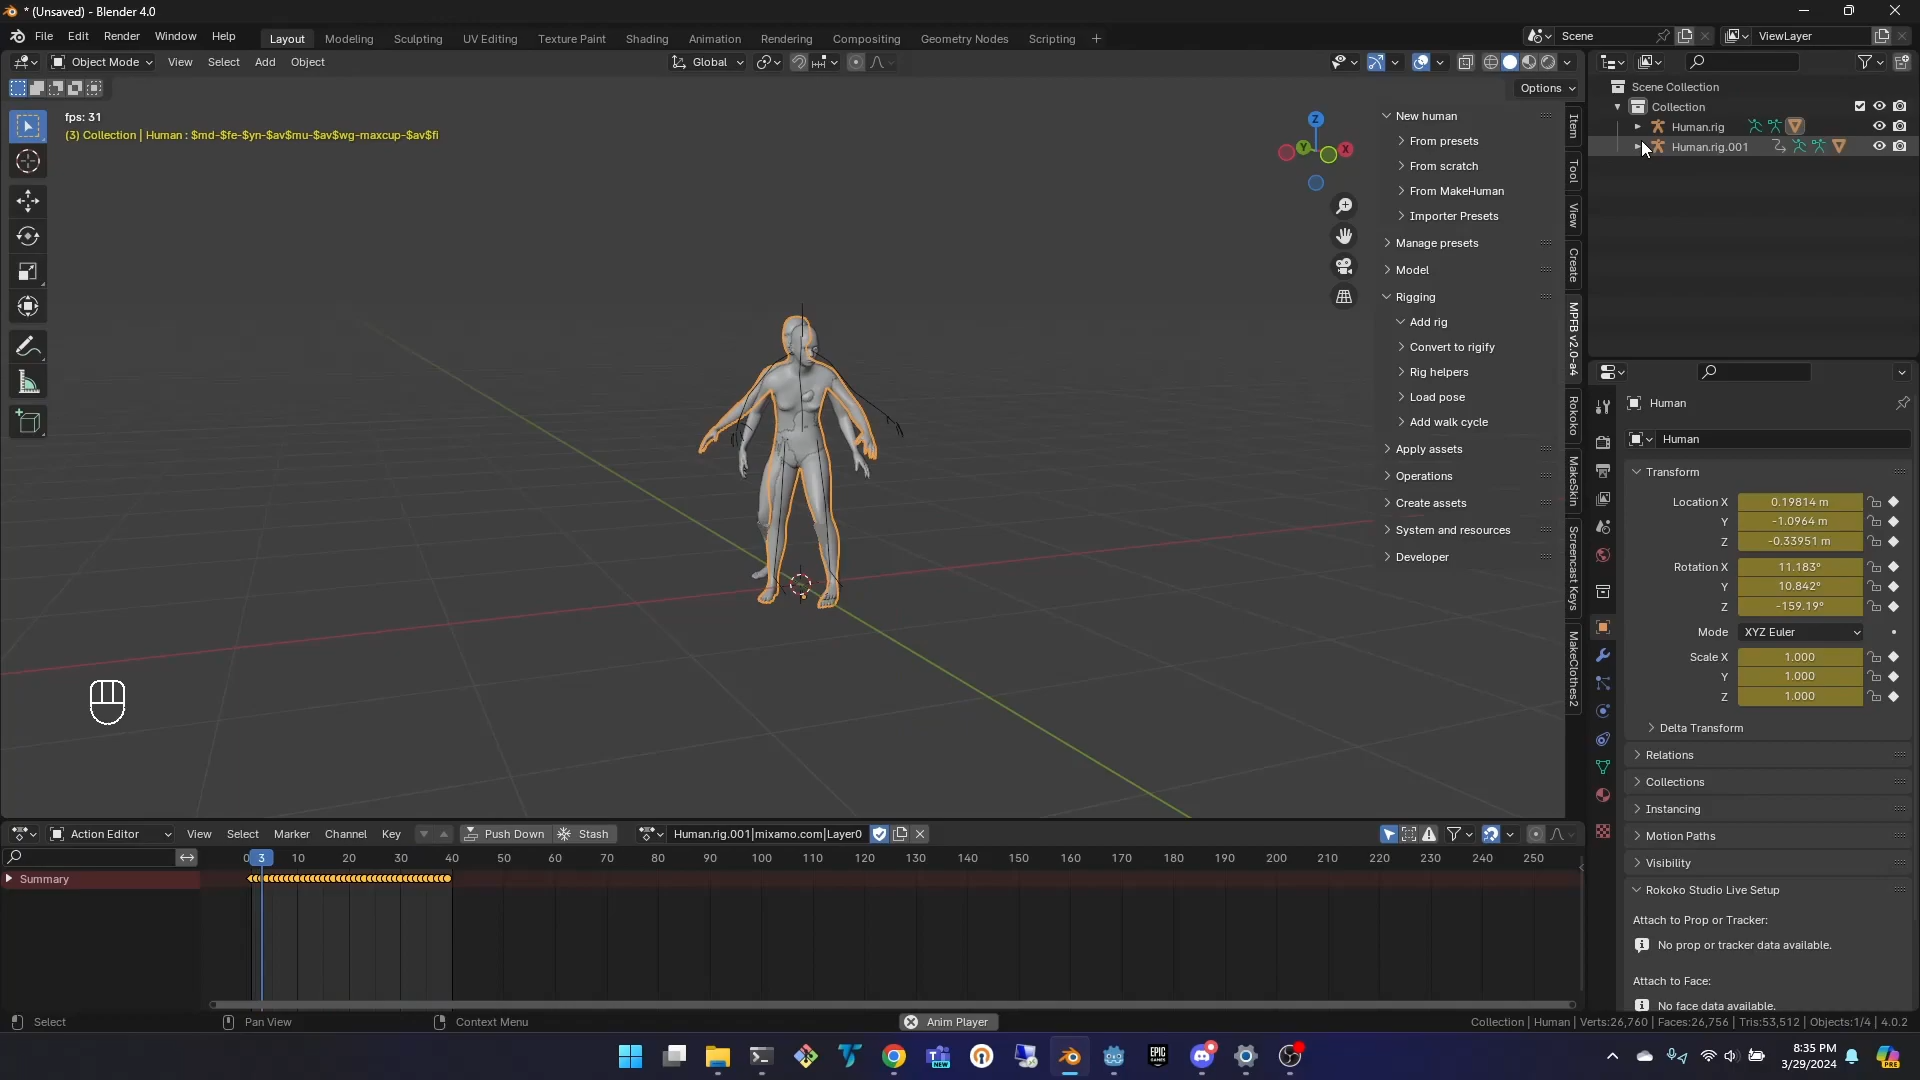 * (Unsaved) - Blender 4.0
File Edit Render Window Help
Layout Modeling Sculpting UV Editing Texture Paint Shading Animation Rendering Compositing Geometry Nodes Scripting +
Scene
ViewLayer
Object Mode View Select Add Object
Global
Options
fps: 31
(3) Collection | Human : $md-$fe-$yn-$av$mu-$av$wg-maxcup-$av$fi
Z
Y
X
New human
From presets
From scratch
From MakeHuman
Importer Presets
Manage presets
Model
Rigging
Add rig
Convert to rigify
Rig helpers
Load pose
Add walk cycle
Apply assets
Operations
Create assets
System and resources
Developer
Item
Tool
View
Create
MPFB v2.0-a4
Rokoko
MakeSkin
Screencast Keys
MakeClothes2
Scene Collection
Collection
Human.rig
Human.rig.001
Human
Human
Transform
Location X 0.19814 m
Y -1.0964 m
Z -0.33951 m
Rotation X 11.183°
Y 10.842°
Z -159.19°
Mode XYZ Euler
Scale X 1.000
Y 1.000
Z 1.000
Delta Transform
Relations
Collections
Instancing
Motion Paths
Visibility
Rokoko Studio Live Setup
Attach to Prop or Tracker:
No prop or tracker data available.
Attach to Face:
No face data available.
Action Editor View Select Marker Channel Key Push Down Stash Human.rig.001|mixamo.com|Layer0
0 3 10 20 30 40 50 60 70 80 90 100 110 120 130 140 150 160 170 180 190 200 210 220 230 240 250
Summary
Select Pan View Context Menu Anim Player Collection | Human | Verts:26,760 | Faces:26,756 | Tris:53,512 | Objects:1/4 | 4.0.2
NEW
EPIC
GAMES
8:35 PM
3/29/2024
PRE